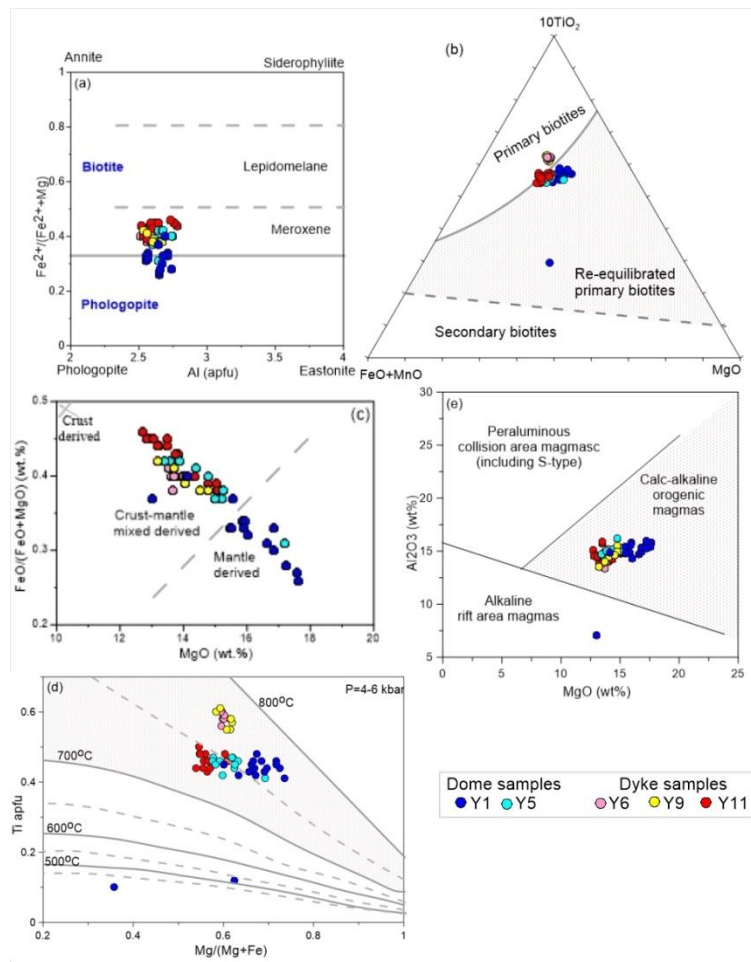 Annite
Siderophyliite
(a)
1
0.8
0.6
0.4
0.2
0
Fe2+/(Fe2++Mg)
Biotite
Lepidomelane
Meroxene
Phologopite
2
2.5
3
3.5
4
Phologopite
Al (apfu)
Eastonite
10TiO2
(b)
Primary biotites
Re-equilibrated
primary biotites
Secondary biotites
FeO+MnO
MgO
(c)
0.5
0.4
0.3
0.2
FeO/(FeO+MgO) (wt.%)
Crust
derived
Crust-mantle
mixed derived
Mantle
derived
10
12
14
16
18
20
MgO (wt.%)
(e)
30
25
20
15
10
5
Al2O3 (wt%)
Peraluminous
collision area magmasc
(including S-type)
Calc-alkaline
orogenic
magmas
Alkaline
rift area magmas
0
5
10
15
20
25
MgO (wt%)
(d)
P=4-6 kbar
800oC
700oC
600oC
500oC
0.6
0.4
0.2
0
Ti apfu
0.2
0.4
0.6
0.8
1
Mg/(Mg+Fe)
Dome samples
Dyke samples
Y1
Y5
Y6
Y9
Y11